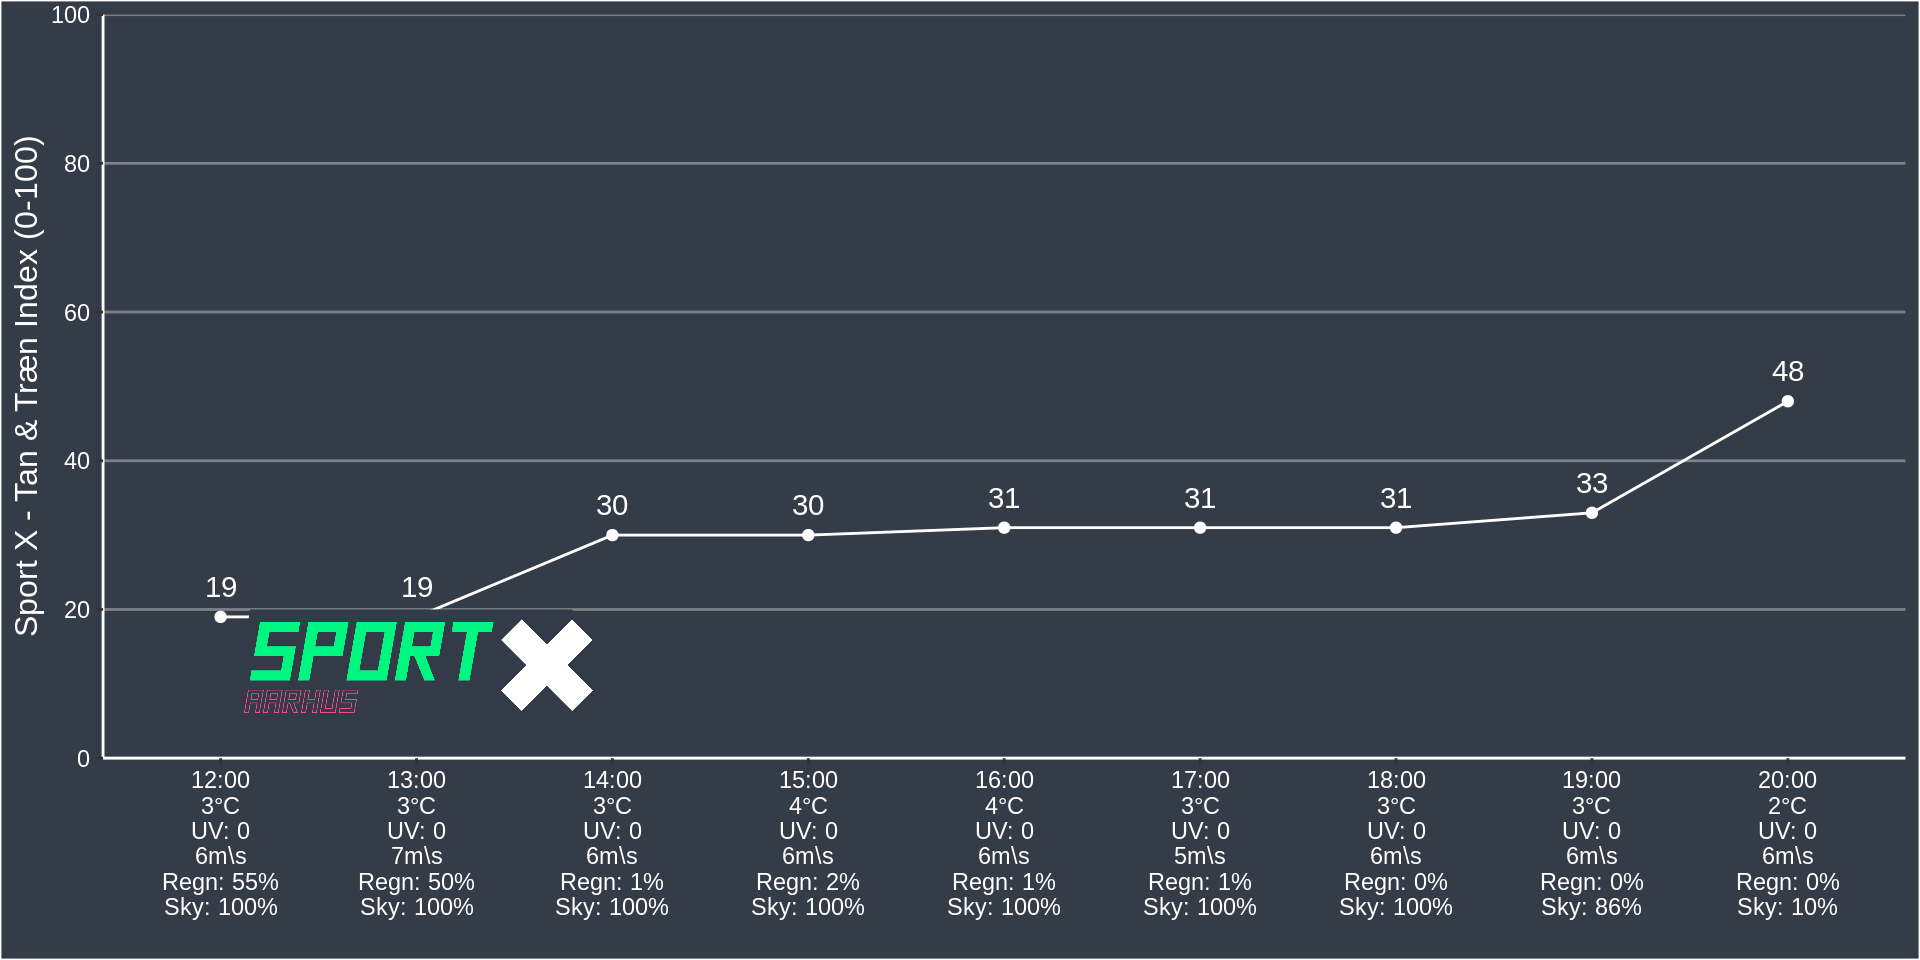 Sport X - Tan & Træn Index (0-100)
100
80
60
40
20
0
19
19
30
30
31
31
31
33
48
SPORT X
AARHUS
12:00 13:00 14:00 15:00 16:00 17:00 18:00 19:00 20:00
3°C 3°C 3°C 4°C 4°C 3°C 3°C 3°C 2°C
UV: 0 UV: 0 UV: 0 UV: 0 UV: 0 UV: 0 UV: 0 UV: 0 UV: 0
6m\s 7m\s 6m\s 6m\s 6m\s 5m\s 6m\s 6m\s 6m\s
Regn: 55% Regn: 50% Regn: 1% Regn: 2% Regn: 1% Regn: 1% Regn: 0% Regn: 0% Regn: 0%
Sky: 100% Sky: 100% Sky: 100% Sky: 100% Sky: 100% Sky: 100% Sky: 100% Sky: 86% Sky: 10%